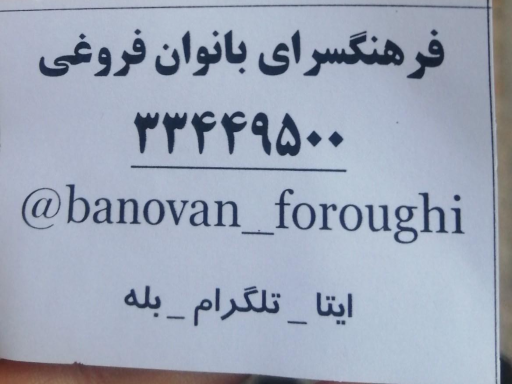 فرهنگسرای بانوان فروغی
۳۳۴۴۹۵۰۰
@banovan_foroughi
ایتا _ تلگرام _ بله